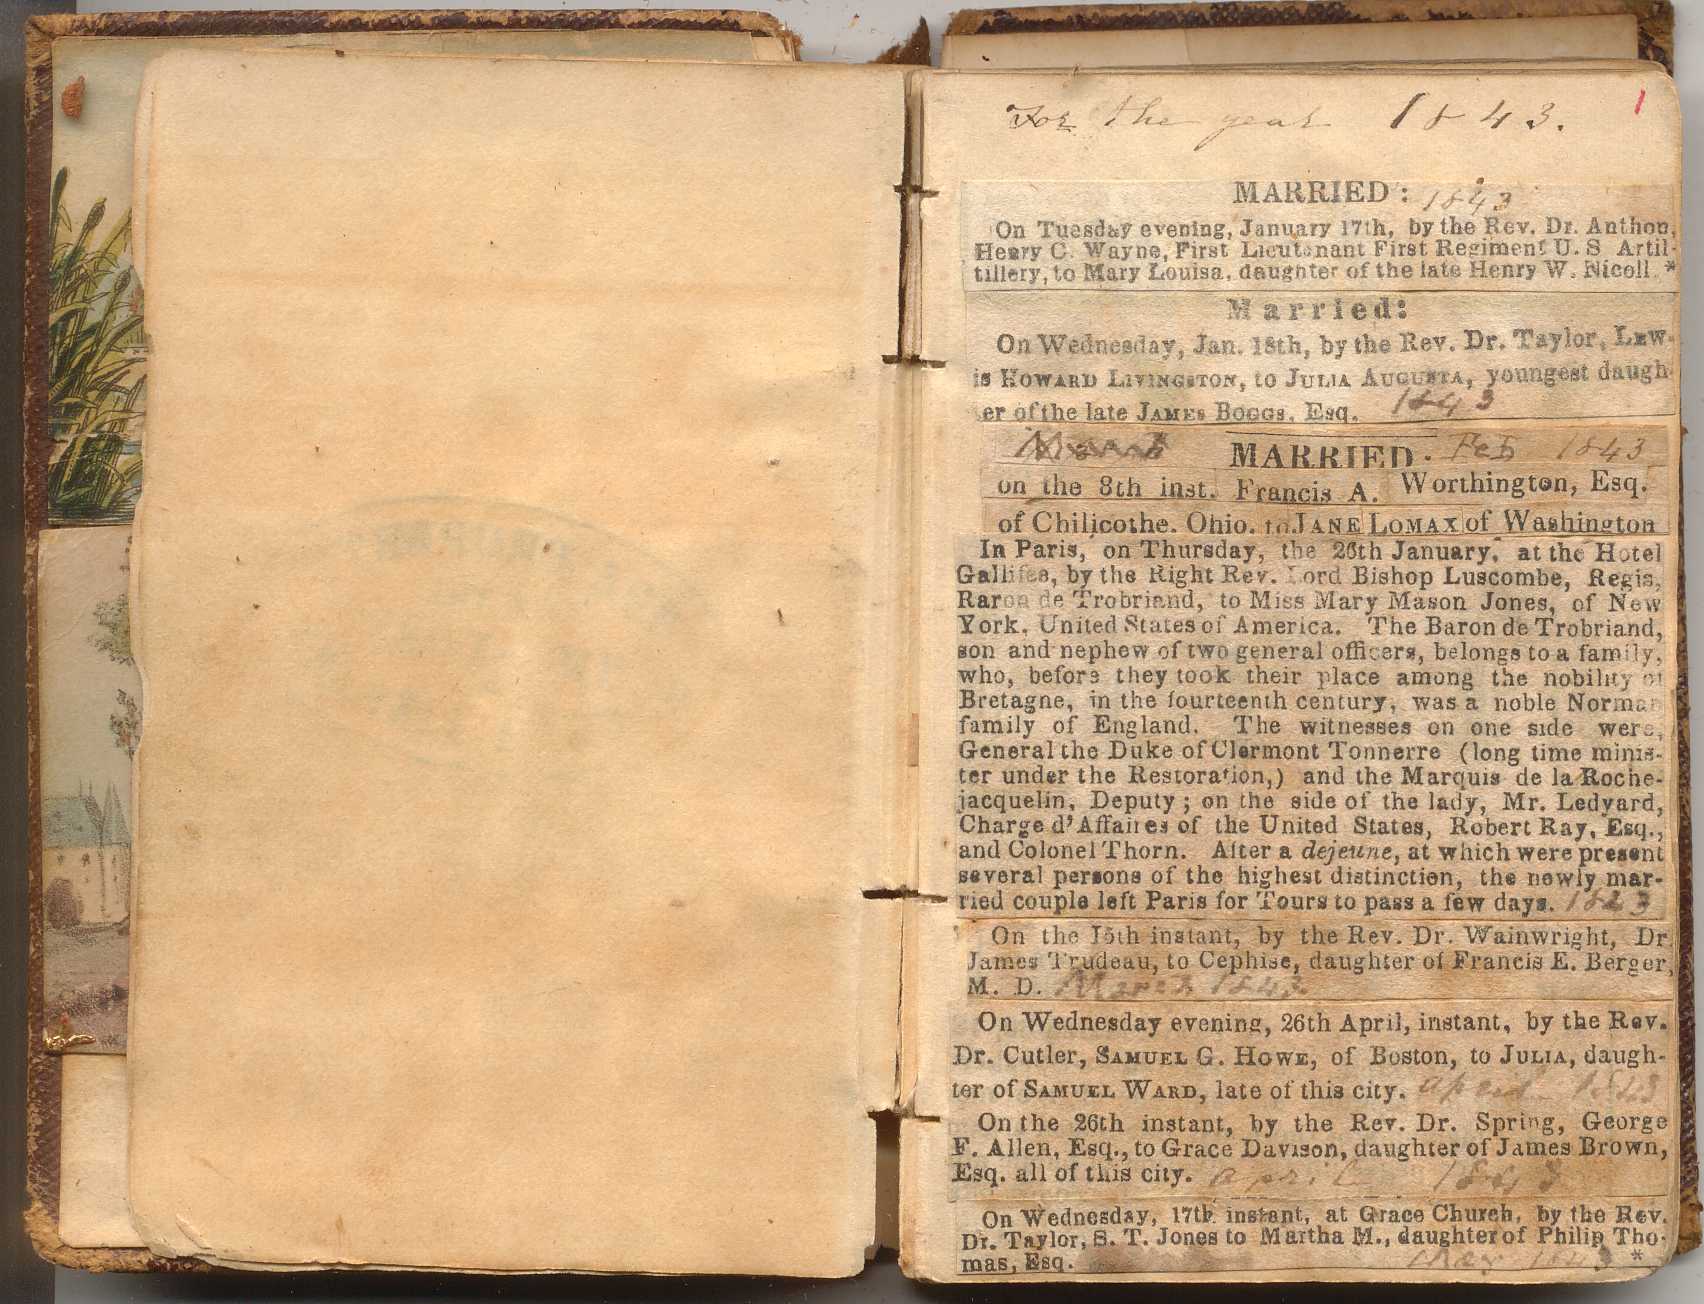 For the year 1843.
1
MARRIED: 1843
On Tuesday evening, January 17th, by the Rev. Dr. Anthon,
Henry C. Wayne, First Lieutenant First Regiment U. S Artil-
tillery, to Mary Louisa, daughter of the late Henry W. Nicoll. *
Married:
On Wednesday, Jan. 18th, by the Rev. Dr. Taylor, LEW-
is HOWARD LIVINGSTON, to JULIA AUGUSTA, youngest daugh-
er of the late JAMES BOGGS, Esq. 1843
March MARRIED. Feb 1843
on the 8th inst. Francis A. Worthington, Esq.
of Chilicothe. Ohio. to JANE LOMAX of Washington
In Paris, on Thursday, the 26th January, at the Hotel
Gallifee, by the Right Rev. Lord Bishop Luscombe, Regis,
Baron de Trobriand, to Miss Mary Mason Jones, of New
York, United States of America. The Baron de Trobriand,
son and nephew of two general officers, belongs to a family,
who, before they took their place among the nobility of
Bretagne, in the fourteenth century, was a noble Norman
family of England. The witnesses on one side were,
General the Duke of Clermont Tonnerre (long time minis-
ter under the Restoration,) and the Marquis de la Roche-
jacquelin, Deputy; on the side of the lady, Mr. Ledyard,
Charge d'Affaires of the United States, Robert Ray, Esq.,
and Colonel Thorn. After a dejeune, at which were present
several persons of the highest distinction, the newly mar-
ried couple left Paris for Tours to pass a few days. 1843
On the 15th instant, by the Rev. Dr. Wainwright, Dr.
James Trudeau, to Cephise, daughter of Francis E. Berger,
M. D. March 1843
On Wednesday evening, 26th April, instant, by the Rev.
Dr. Cutler, SAMUEL G. HOWE, of Boston, to JULIA, daugh-
ter of SAMUEL WARD, late of this city. April 1843
On the 26th instant, by the Rev. Dr. Spring, George
F. Allen, Esq., to Grace Davison, daughter of James Brown,
Esq. all of this city. april 1843
On Wednesday, 17th instant, at Grace Church, by the Rev.
Dr. Taylor, S. T. Jones to Martha M., daughter of Philip Tho-
mas, Esq. May 1843 *